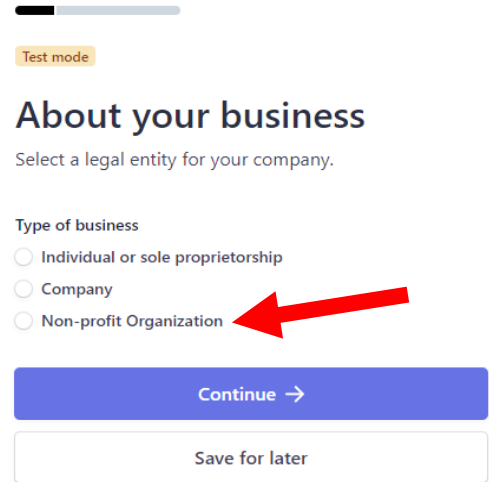 Test mode
About your business
Select a legal entity for your company.
Type of business
Individual or sole proprietorship
Company
Non-profit Organization
Continue →
Save for later